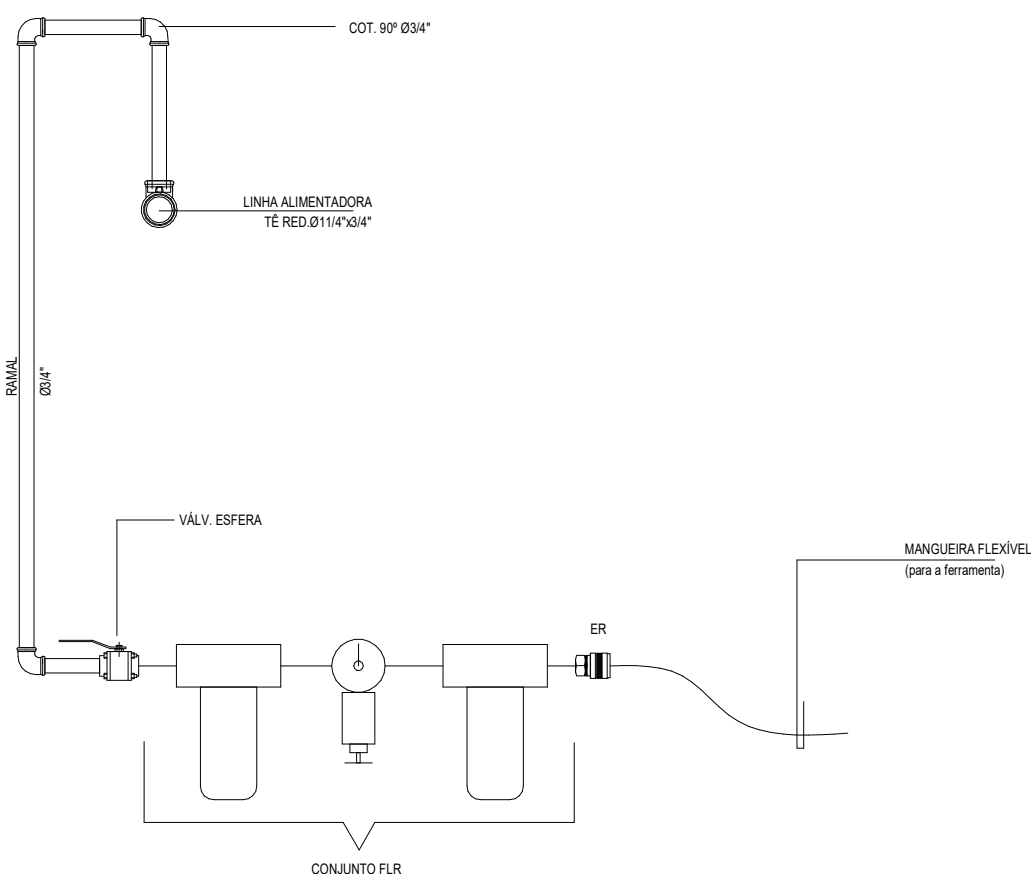 COT. 90º Ø3/4"
LINHA ALIMENTADORA
TÊ RED.Ø11/4"x3/4"
RAMAL
Ø3/4"
VÁLV. ESFERA
MANGUEIRA FLEXÍVEL
(para a ferramenta)
ER
CONJUNTO FLR